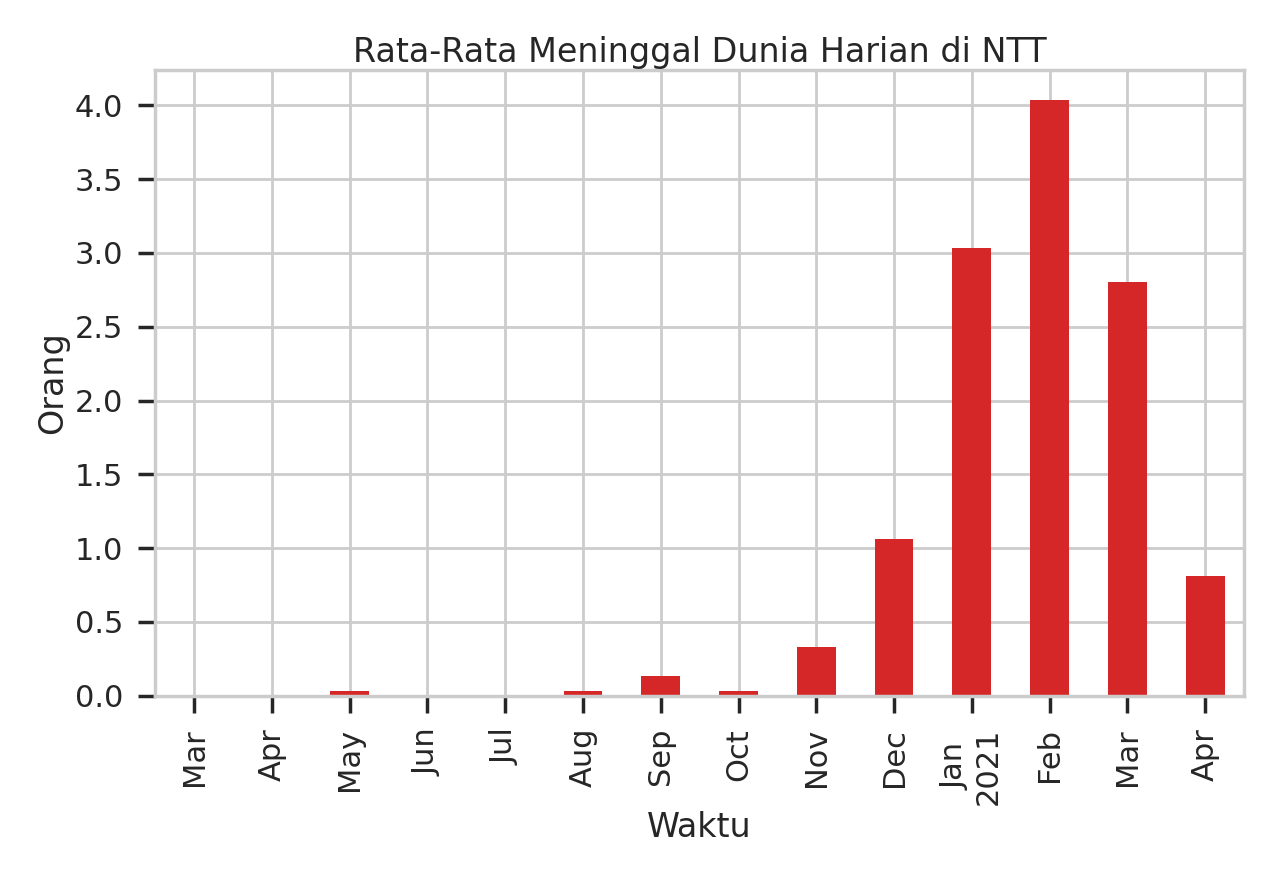 Rata-Rata Meninggal Dunia Harian di NTT
4.0
3.5
3.0
2.5
2.0
1.5
1.0
0.5
0.0
Orang
Mar
Apr
May
Jun
Jul
Aug
Sep
Oct
Nov
Dec
Jan
2021
Feb
Mar
Apr
Waktu